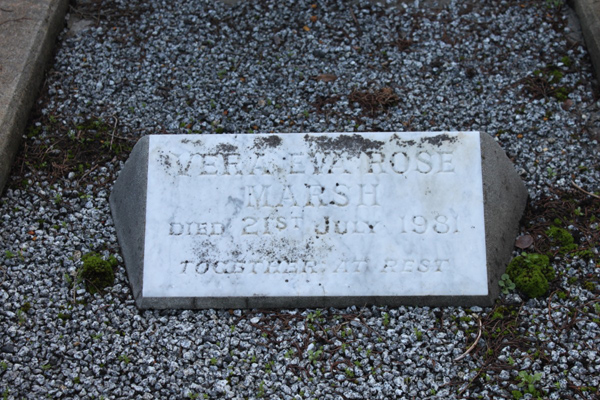 VERA EVA ROSE
MARSH
DIED 21ST JULY 1981
TOGETHER AT REST